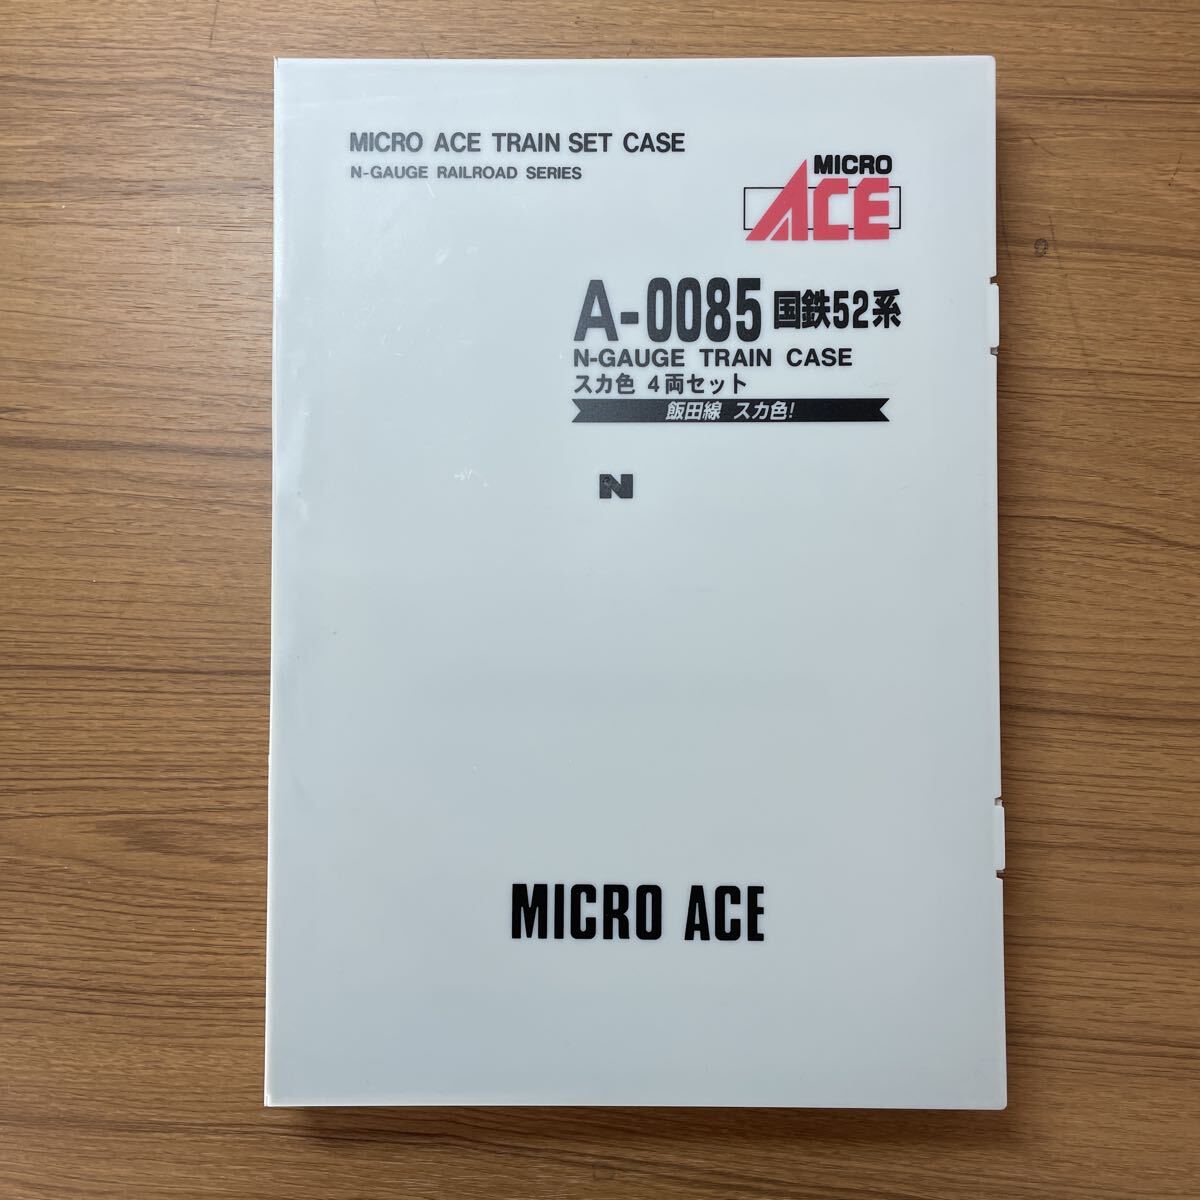 MICRO ACE TRAIN SET CASE
N-GAUGE RAILROAD SERIES
MICRO
ACE
A-0085 国鉄52系
N-GAUGE TRAIN CASE
スカ色 4両セット
飯田線 スカ色!
N
MICRO ACE